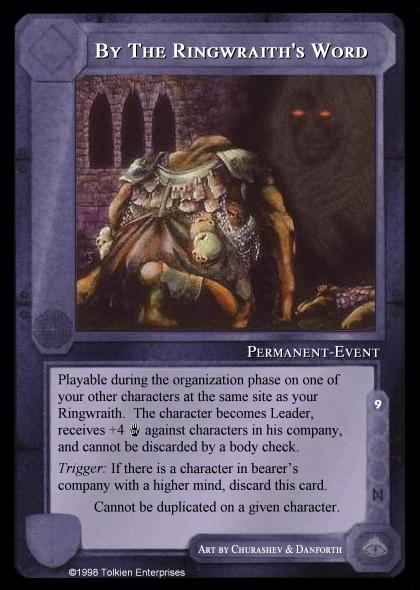 By The Ringwraith's Word
Permanent-Event
Playable during the organization phase on one of
your other characters at the same site as your
Ringwraith. The character becomes Leader,
receives +4 against characters in his company,
and cannot be discarded by a body check.
9
Trigger: If there is a character in bearer's
company with a higher mind, discard this card.
Cannot be duplicated on a given character.
Art by Churashev & Danforth
©1998 Tolkien Enterprises